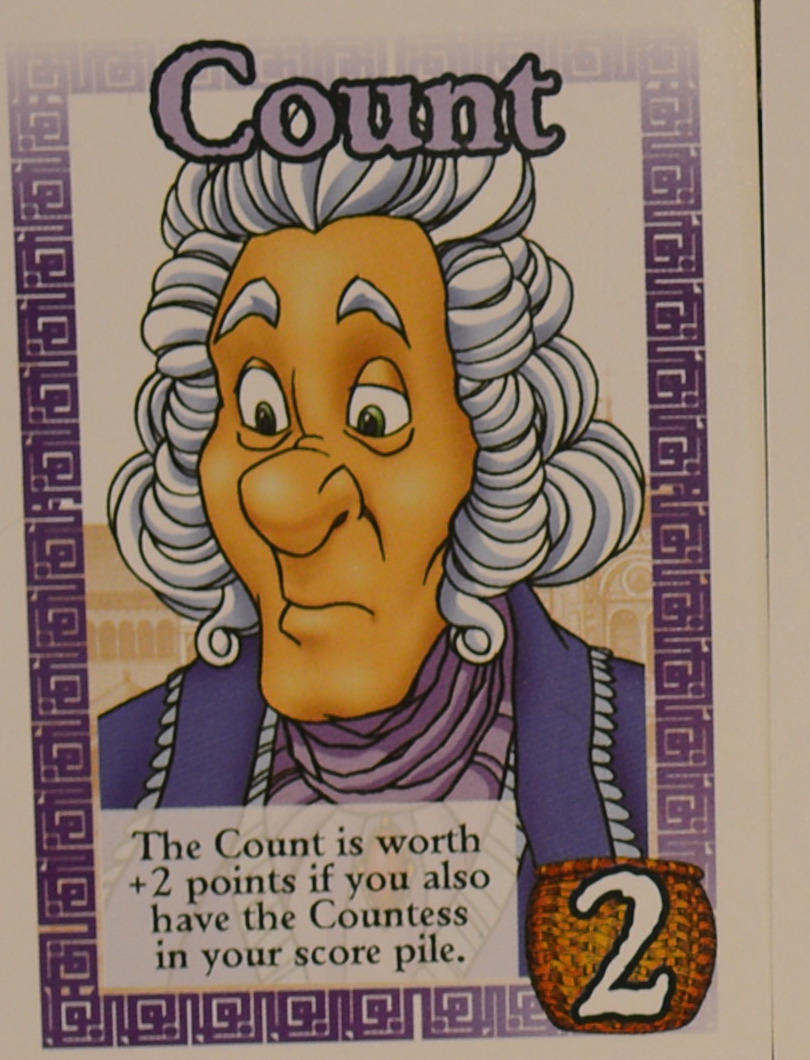 Count
The Count is worth
+2 points if you also
have the Countess
in your score pile.
2